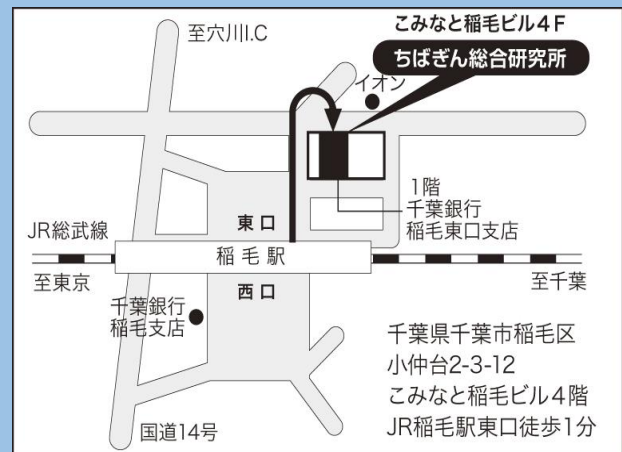 こみなと稲毛ビル4F
ちばぎん総合研究所
至穴川I.C
イオン
1階
千葉銀行
稲毛東口支店
東口
JR総武線
稲毛駅
至東京
至千葉
西口
千葉銀行
稲毛支店
国道14号
千葉県千葉市稲毛区
小仲台2-3-12
こみなと稲毛ビル4階
JR稲毛駅東口徒歩1分